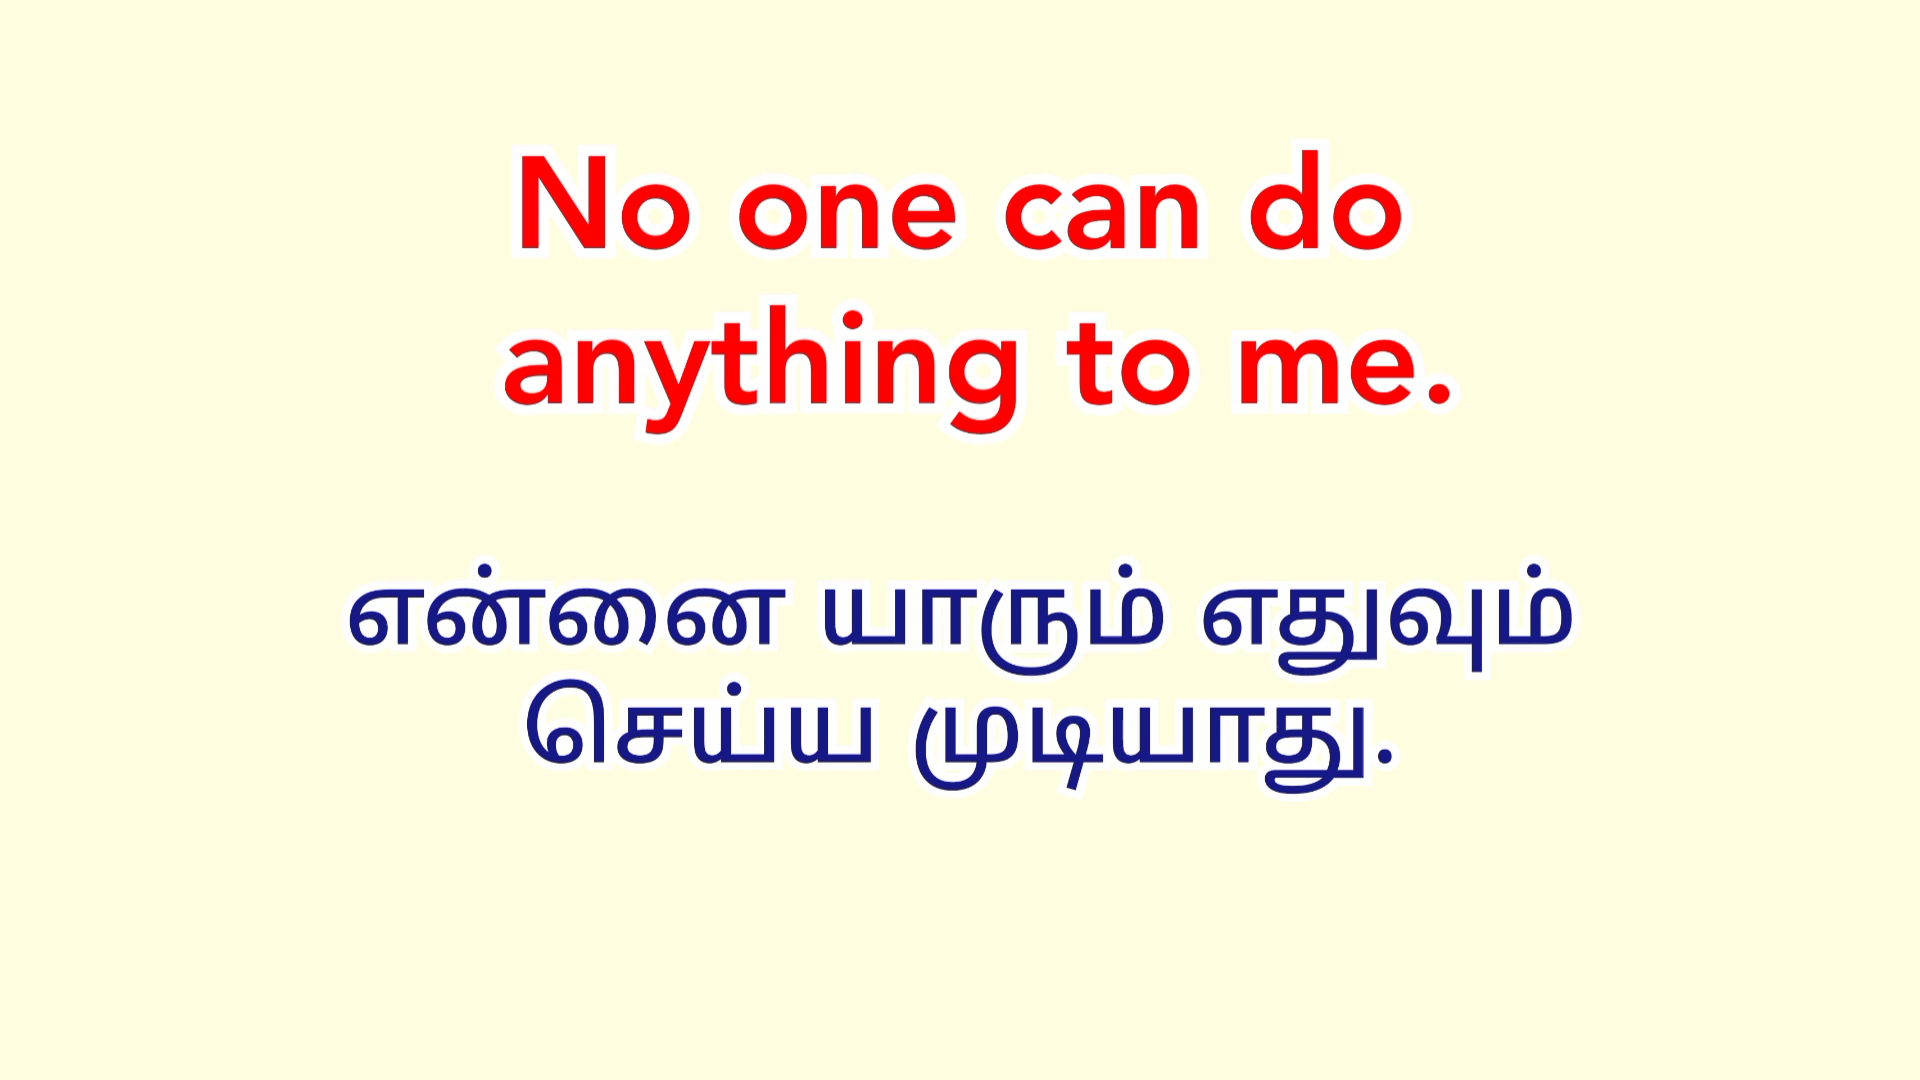 No one can do
anything to me.
என்னை யாரும் எதுவும்
செய்ய முடியாது.